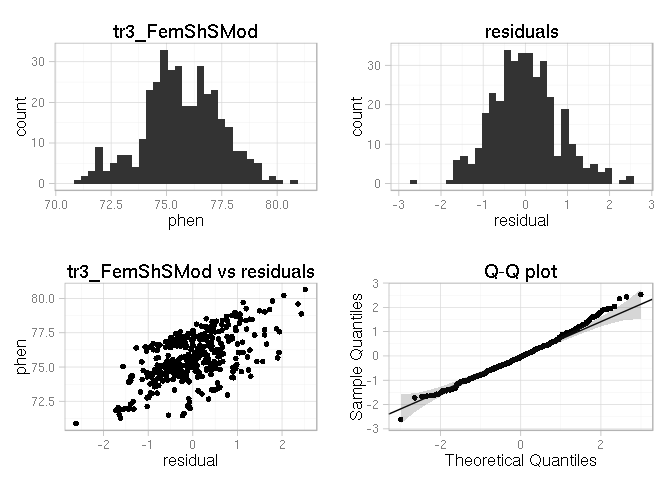 tr3_FemShSMod
count
30
20
10
0
70.0 72.5 75.0 77.5 80.0
phen
residuals
count
30
20
10
0
-3 -2 -1 0 1 2 3
residual
tr3_FemShSMod vs residuals
phen
80.0
77.5
75.0
72.5
-2 -1 0 1 2
residual
Q-Q plot
Sample Quantiles
3
2
1
0
-1
-2
-3
-2 0 2
Theoretical Quantiles